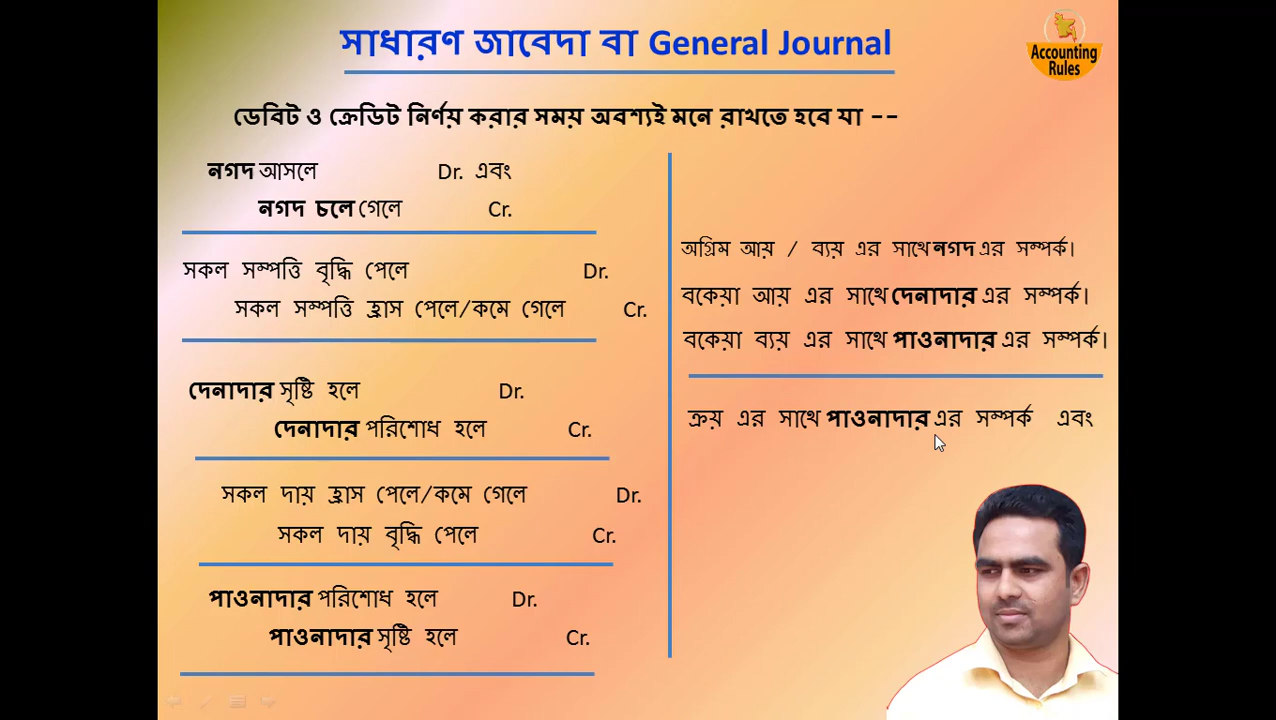 সাধারণ জাবেদা বা General Journal
Accounting
Rules
ডেবিট ও ক্রেডিট নির্ণয় করার সময় অবশ্যই মনে রাখতে হবে যা --
নগদ আসলে Dr. এবং
নগদ চলে গেলে Cr.
সকল সম্পত্তি বৃদ্ধি পেলে Dr.
সকল সম্পত্তি হ্রাস পেলে/কমে গেলে Cr.
দেনাদার সৃষ্টি হলে Dr.
দেনাদার পরিশোধ হলে Cr.
সকল দায় হ্রাস পেলে/কমে গেলে Dr.
সকল দায় বৃদ্ধি পেলে Cr.
পাওনাদার পরিশোধ হলে Dr.
পাওনাদার সৃষ্টি হলে Cr.
অগ্রিম আয় / ব্যয় এর সাথে নগদ এর সম্পর্ক।
বকেয়া আয় এর সাথে দেনাদার এর সম্পর্ক।
বকেয়া ব্যয় এর সাথে পাওনাদার এর সম্পর্ক।
ক্রয় এর সাথে পাওনাদার এর সম্পর্ক এবং